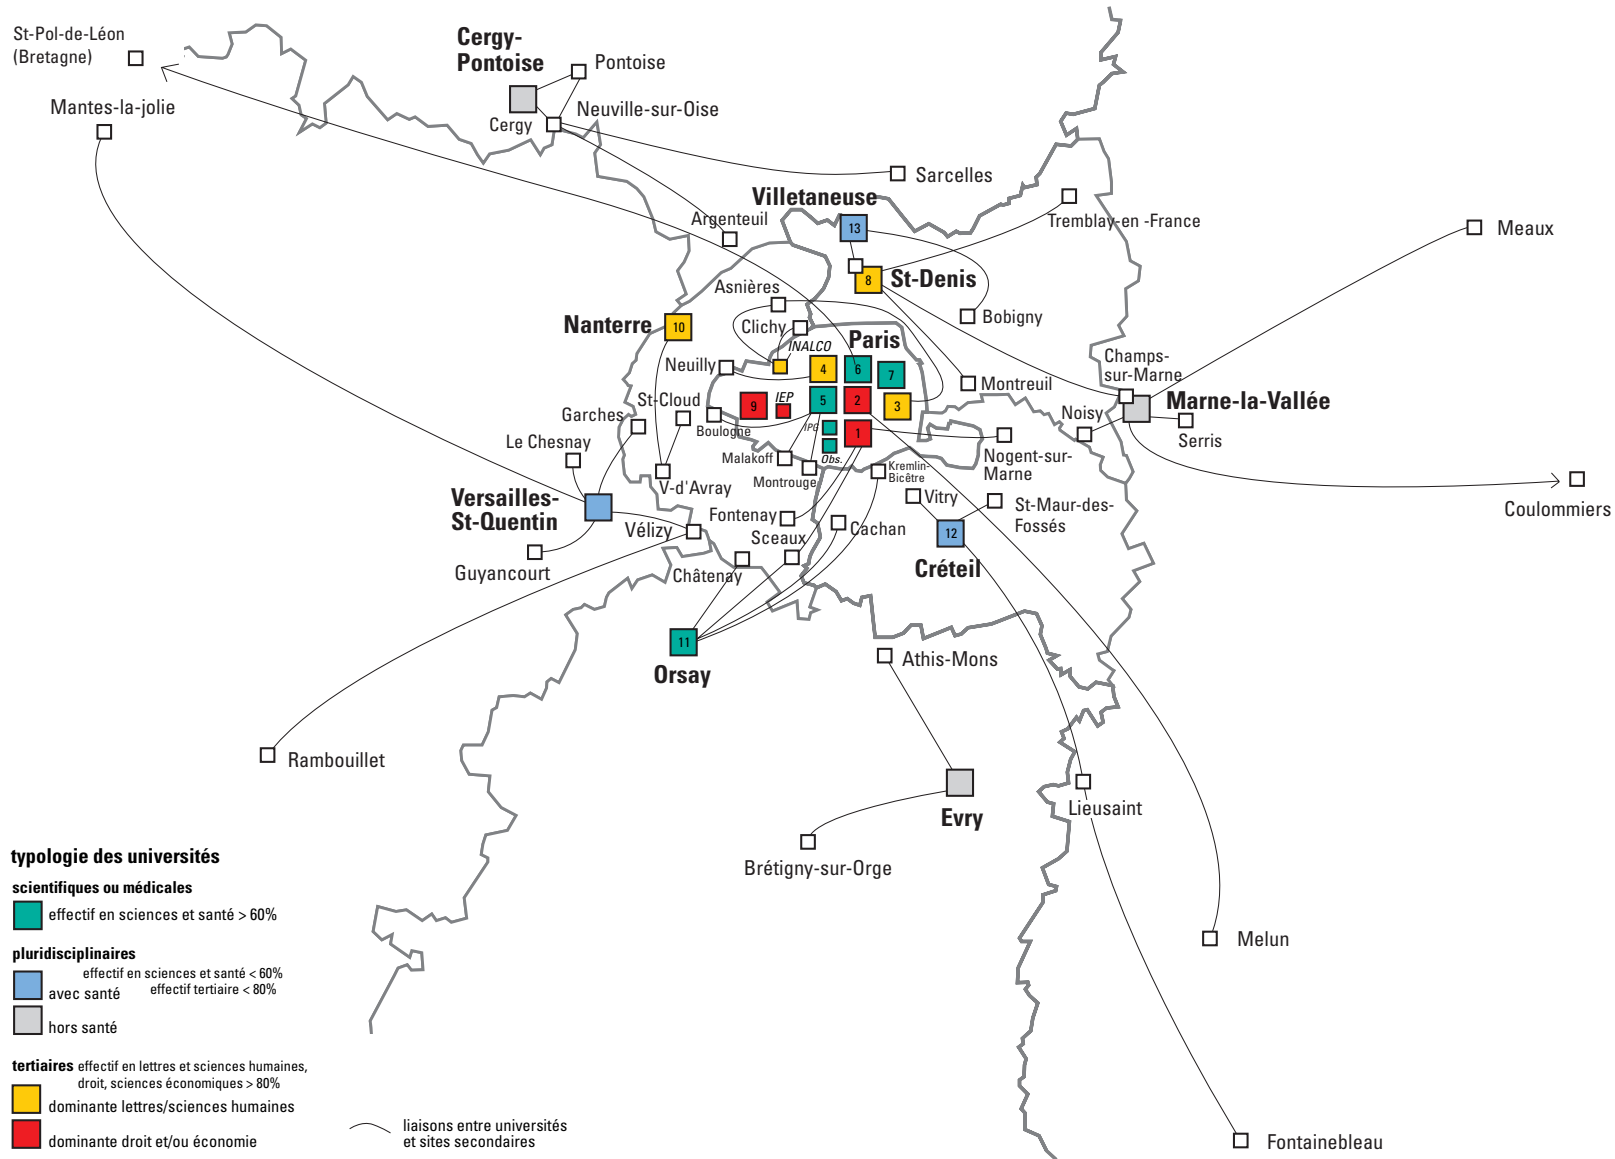 St-Pol-de-Léon
(Bretagne)
Mantes-la-jolie
Cergy-
Pontoise
Pontoise
Neuville-sur-Oise
Cergy
Sarcelles
Villetaneuse
13
Tremblay-en -France
Argenteuil
Meaux
8
St-Denis
Asnières
Bobigny
Nanterre
10
Clichy
INALCO
Paris
Neuilly
4
6
7
Champs-
sur-Marne
Montreuil
Marne-la-Vallée
St-Cloud
IEP
9
5
2
3
Noisy
Serris
Garches
Boulogne
IPG
1
Le Chesnay
Malakoff
Obs.
Montrouge
Kremlin-
Bicêtre
Nogent-sur-
Marne
V-d'Avray
Coulommiers
Versailles-
St-Quentin
Vélizy
Fontenay
Sceaux
Cachan
Vitry
St-Maur-des-
Fossés
12
Créteil
Guyancourt
Châtenay
11
Orsay
Athis-Mons
Rambouillet
Evry
Lieusaint
Brétigny-sur-Orge
Melun
Fontainebleau
typologie des universités
scientifiques ou médicales
effectif en sciences et santé > 60%
pluridisciplinaires
effectif en sciences et santé < 60%
avec santé effectif tertiaire < 80%
hors santé
tertiaires effectif en lettres et sciences humaines,
droit, sciences économiques > 80%
dominante lettres/sciences humaines
dominante droit et/ou économie
liaisons entre universités
et sites secondaires